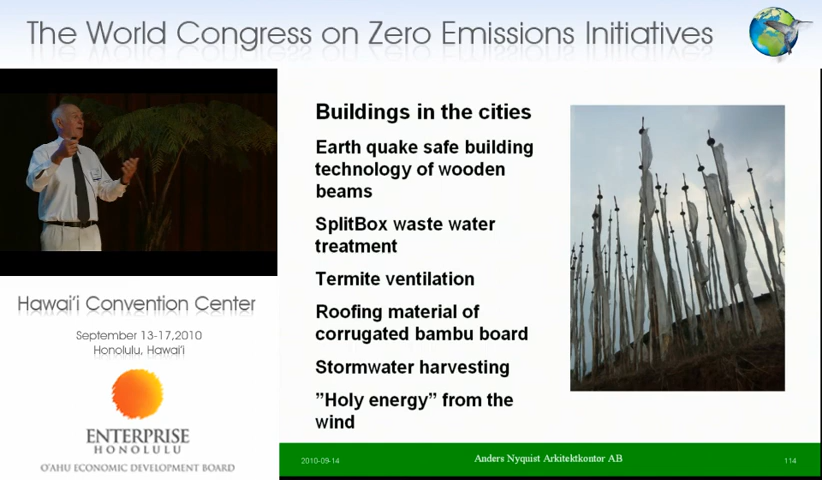 The World Congress on Zero Emissions Initiatives
Buildings in the cities
Earth quake safe building
technology of wooden
beams
SplitBox waste water
treatment
Termite ventilation
Roofing material of
corrugated bambu board
Stormwater harvesting
”Holy energy” from the
wind
Hawai'i Convention Center
September 13-17,2010
Honolulu, Hawai'i
ENTERPRISE
HONOLULU
O'AHU ECONOMIC DEVELOPMENT BOARD
2010-09-14
Anders Nyquist Arkitektkontor AB
114